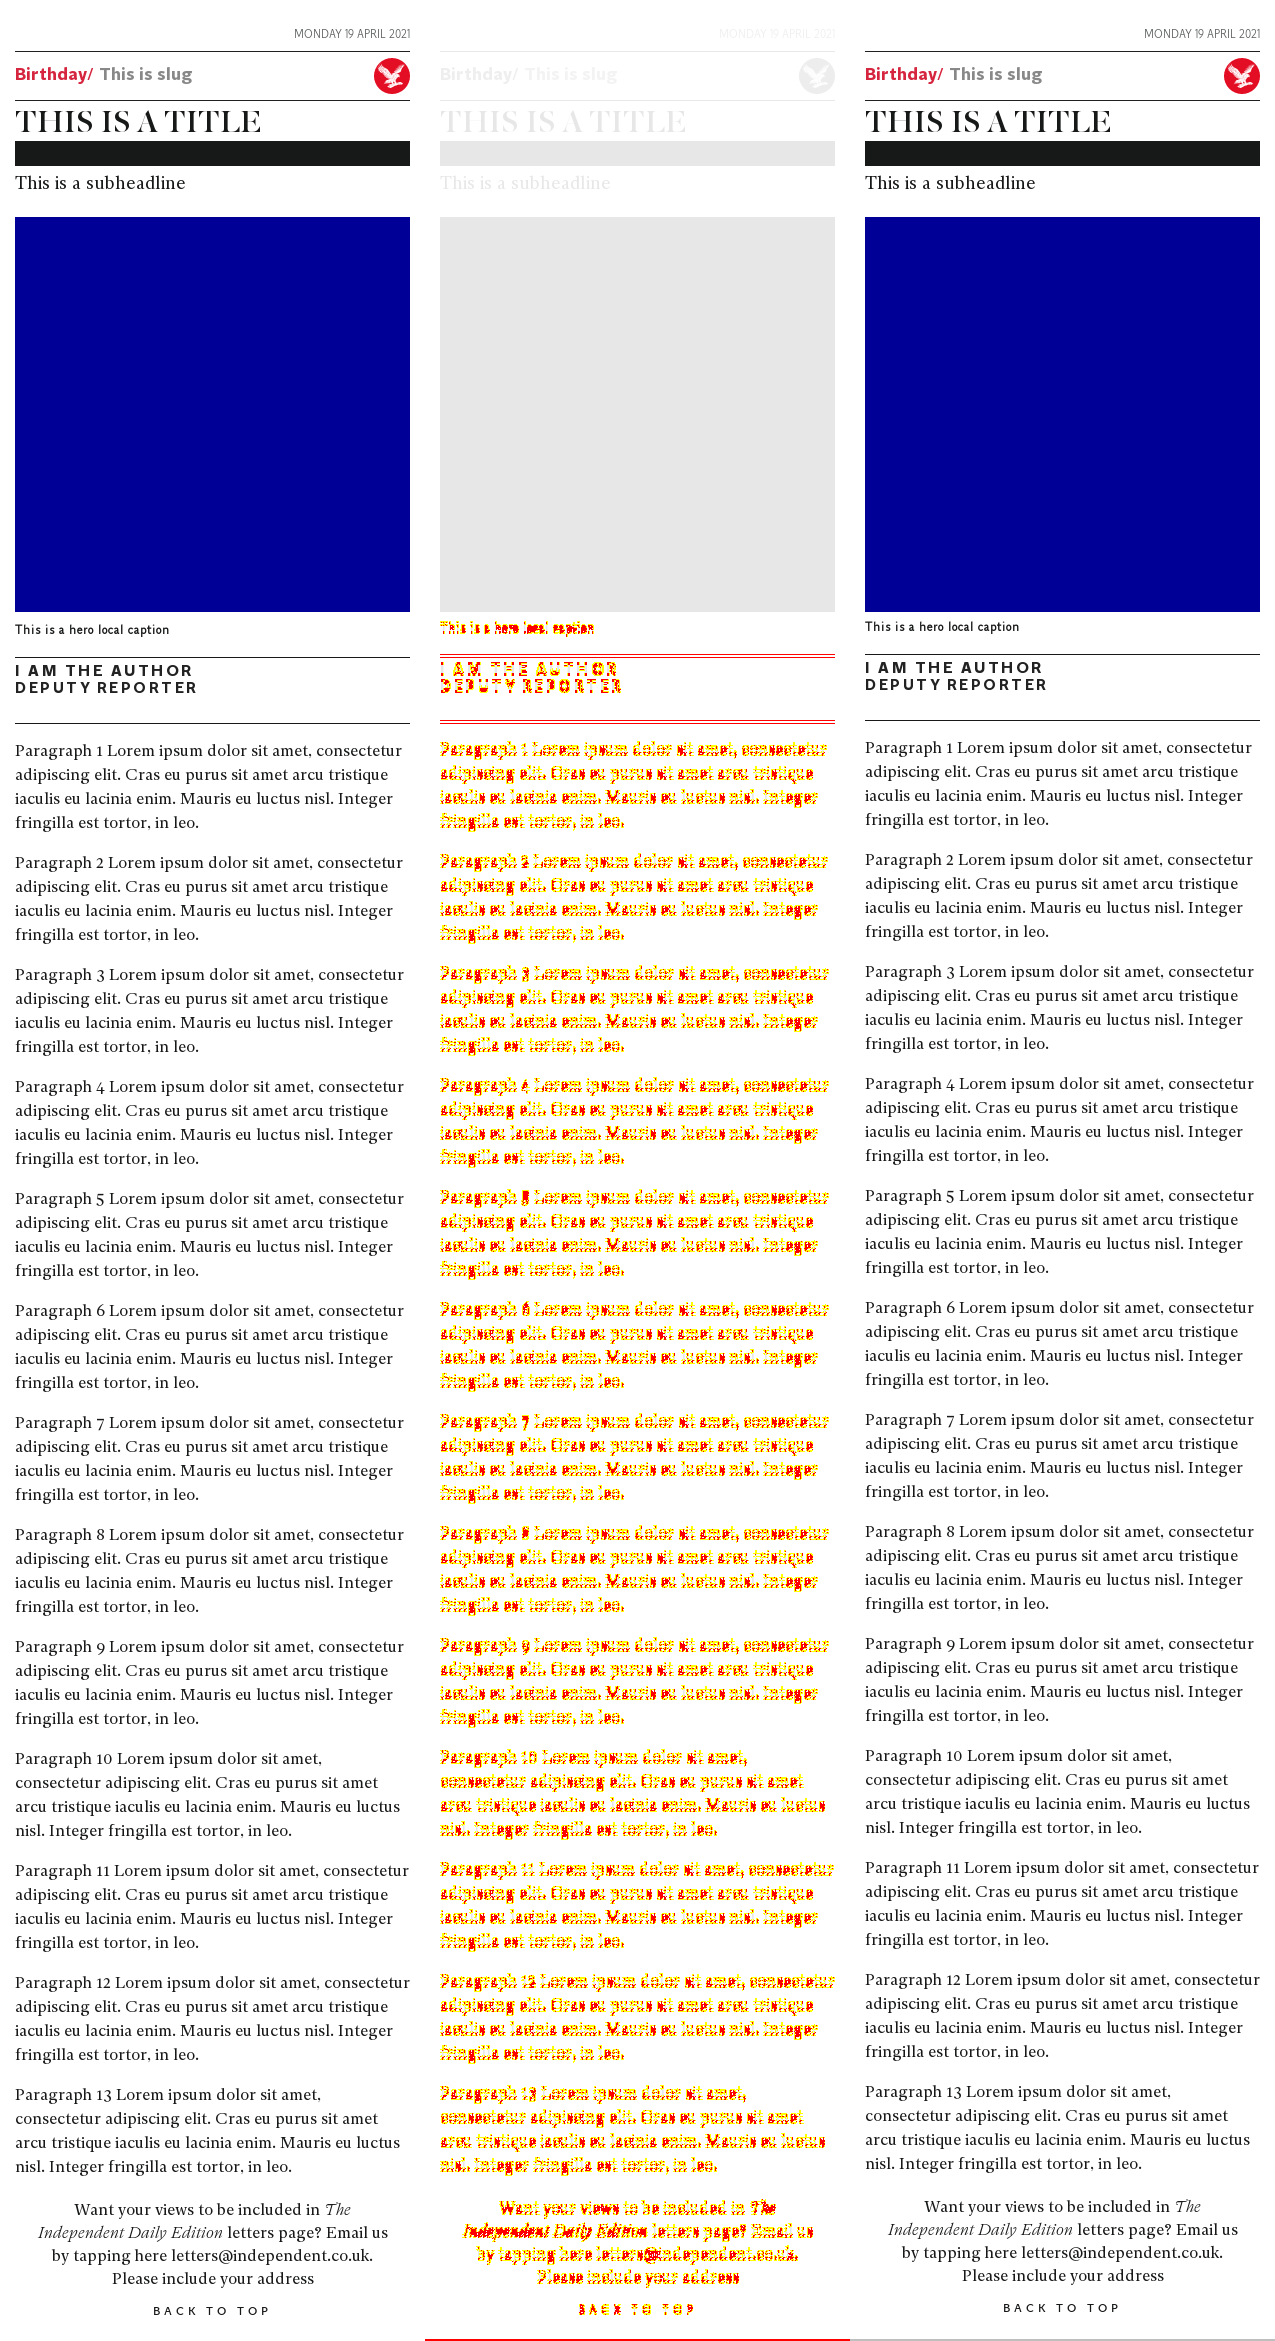 MONDAY 19 APRIL 2021
Birthday/ This is slug
THIS IS A TITLE
This is a subheadline
This is a hero local caption
I AM THE AUTHOR
DEPUTY REPORTER
Paragraph 1 Lorem ipsum dolor sit amet, consectetur
adipiscing elit. Cras eu purus sit amet arcu tristique
iaculis eu lacinia enim. Mauris eu luctus nisl. Integer
fringilla est tortor, in leo.
Paragraph 2 Lorem ipsum dolor sit amet, consectetur
adipiscing elit. Cras eu purus sit amet arcu tristique
iaculis eu lacinia enim. Mauris eu luctus nisl. Integer
fringilla est tortor, in leo.
Paragraph 3 Lorem ipsum dolor sit amet, consectetur
adipiscing elit. Cras eu purus sit amet arcu tristique
iaculis eu lacinia enim. Mauris eu luctus nisl. Integer
fringilla est tortor, in leo.
Paragraph 4 Lorem ipsum dolor sit amet, consectetur
adipiscing elit. Cras eu purus sit amet arcu tristique
iaculis eu lacinia enim. Mauris eu luctus nisl. Integer
fringilla est tortor, in leo.
Paragraph 5 Lorem ipsum dolor sit amet, consectetur
adipiscing elit. Cras eu purus sit amet arcu tristique
iaculis eu lacinia enim. Mauris eu luctus nisl. Integer
fringilla est tortor, in leo.
Paragraph 6 Lorem ipsum dolor sit amet, consectetur
adipiscing elit. Cras eu purus sit amet arcu tristique
iaculis eu lacinia enim. Mauris eu luctus nisl. Integer
fringilla est tortor, in leo.
Paragraph 7 Lorem ipsum dolor sit amet, consectetur
adipiscing elit. Cras eu purus sit amet arcu tristique
iaculis eu lacinia enim. Mauris eu luctus nisl. Integer
fringilla est tortor, in leo.
Paragraph 8 Lorem ipsum dolor sit amet, consectetur
adipiscing elit. Cras eu purus sit amet arcu tristique
iaculis eu lacinia enim. Mauris eu luctus nisl. Integer
fringilla est tortor, in leo.
Paragraph 9 Lorem ipsum dolor sit amet, consectetur
adipiscing elit. Cras eu purus sit amet arcu tristique
iaculis eu lacinia enim. Mauris eu luctus nisl. Integer
fringilla est tortor, in leo.
Paragraph 10 Lorem ipsum dolor sit amet,
consectetur adipiscing elit. Cras eu purus sit amet
arcu tristique iaculis eu lacinia enim. Mauris eu luctus
nisl. Integer fringilla est tortor, in leo.
Paragraph 11 Lorem ipsum dolor sit amet, consectetur
adipiscing elit. Cras eu purus sit amet arcu tristique
iaculis eu lacinia enim. Mauris eu luctus nisl. Integer
fringilla est tortor, in leo.
Paragraph 12 Lorem ipsum dolor sit amet, consectetur
adipiscing elit. Cras eu purus sit amet arcu tristique
iaculis eu lacinia enim. Mauris eu luctus nisl. Integer
fringilla est tortor, in leo.
Paragraph 13 Lorem ipsum dolor sit amet,
consectetur adipiscing elit. Cras eu purus sit amet
arcu tristique iaculis eu lacinia enim. Mauris eu luctus
nisl. Integer fringilla est tortor, in leo.
Want your views to be included in The
Independent Daily Edition letters page? Email us
by tapping here letters@independent.co.uk.
Please include your address
BACK TO TOP
MONDAY 19 APRIL 2021
Birthday/ This is slug
THIS IS A TITLE
This is a subheadline
This is a hero local caption
I AM THE AUTHOR
DEPUTY REPORTER
Paragraph 1 Lorem ipsum dolor sit amet, consectetur
adipiscing elit. Cras eu purus sit amet arcu tristique
iaculis eu lacinia enim. Mauris eu luctus nisl. Integer
fringilla est tortor, in leo.
Paragraph 2 Lorem ipsum dolor sit amet, consectetur
adipiscing elit. Cras eu purus sit amet arcu tristique
iaculis eu lacinia enim. Mauris eu luctus nisl. Integer
fringilla est tortor, in leo.
Paragraph 3 Lorem ipsum dolor sit amet, consectetur
adipiscing elit. Cras eu purus sit amet arcu tristique
iaculis eu lacinia enim. Mauris eu luctus nisl. Integer
fringilla est tortor, in leo.
Paragraph 4 Lorem ipsum dolor sit amet, consectetur
adipiscing elit. Cras eu purus sit amet arcu tristique
iaculis eu lacinia enim. Mauris eu luctus nisl. Integer
fringilla est tortor, in leo.
Paragraph 5 Lorem ipsum dolor sit amet, consectetur
adipiscing elit. Cras eu purus sit amet arcu tristique
iaculis eu lacinia enim. Mauris eu luctus nisl. Integer
fringilla est tortor, in leo.
Paragraph 6 Lorem ipsum dolor sit amet, consectetur
adipiscing elit. Cras eu purus sit amet arcu tristique
iaculis eu lacinia enim. Mauris eu luctus nisl. Integer
fringilla est tortor, in leo.
Paragraph 7 Lorem ipsum dolor sit amet, consectetur
adipiscing elit. Cras eu purus sit amet arcu tristique
iaculis eu lacinia enim. Mauris eu luctus nisl. Integer
fringilla est tortor, in leo.
Paragraph 8 Lorem ipsum dolor sit amet, consectetur
adipiscing elit. Cras eu purus sit amet arcu tristique
iaculis eu lacinia enim. Mauris eu luctus nisl. Integer
fringilla est tortor, in leo.
Paragraph 9 Lorem ipsum dolor sit amet, consectetur
adipiscing elit. Cras eu purus sit amet arcu tristique
iaculis eu lacinia enim. Mauris eu luctus nisl. Integer
fringilla est tortor, in leo.
Paragraph 10 Lorem ipsum dolor sit amet,
consectetur adipiscing elit. Cras eu purus sit amet
arcu tristique iaculis eu lacinia enim. Mauris eu luctus
nisl. Integer fringilla est tortor, in leo.
Paragraph 11 Lorem ipsum dolor sit amet, consectetur
adipiscing elit. Cras eu purus sit amet arcu tristique
iaculis eu lacinia enim. Mauris eu luctus nisl. Integer
fringilla est tortor, in leo.
Paragraph 12 Lorem ipsum dolor sit amet, consectetur
adipiscing elit. Cras eu purus sit amet arcu tristique
iaculis eu lacinia enim. Mauris eu luctus nisl. Integer
fringilla est tortor, in leo.
Paragraph 13 Lorem ipsum dolor sit amet,
consectetur adipiscing elit. Cras eu purus sit amet
arcu tristique iaculis eu lacinia enim. Mauris eu luctus
nisl. Integer fringilla est tortor, in leo.
Want your views to be included in The
Independent Daily Edition letters page? Email us
by tapping here letters@independent.co.uk.
Please include your address
BACK TO TOP
MONDAY 19 APRIL 2021
Birthday/ This is slug
THIS IS A TITLE
This is a subheadline
This is a hero local caption
I AM THE AUTHOR
DEPUTY REPORTER
Paragraph 1 Lorem ipsum dolor sit amet, consectetur
adipiscing elit. Cras eu purus sit amet arcu tristique
iaculis eu lacinia enim. Mauris eu luctus nisl. Integer
fringilla est tortor, in leo.
Paragraph 2 Lorem ipsum dolor sit amet, consectetur
adipiscing elit. Cras eu purus sit amet arcu tristique
iaculis eu lacinia enim. Mauris eu luctus nisl. Integer
fringilla est tortor, in leo.
Paragraph 3 Lorem ipsum dolor sit amet, consectetur
adipiscing elit. Cras eu purus sit amet arcu tristique
iaculis eu lacinia enim. Mauris eu luctus nisl. Integer
fringilla est tortor, in leo.
Paragraph 4 Lorem ipsum dolor sit amet, consectetur
adipiscing elit. Cras eu purus sit amet arcu tristique
iaculis eu lacinia enim. Mauris eu luctus nisl. Integer
fringilla est tortor, in leo.
Paragraph 5 Lorem ipsum dolor sit amet, consectetur
adipiscing elit. Cras eu purus sit amet arcu tristique
iaculis eu lacinia enim. Mauris eu luctus nisl. Integer
fringilla est tortor, in leo.
Paragraph 6 Lorem ipsum dolor sit amet, consectetur
adipiscing elit. Cras eu purus sit amet arcu tristique
iaculis eu lacinia enim. Mauris eu luctus nisl. Integer
fringilla est tortor, in leo.
Paragraph 7 Lorem ipsum dolor sit amet, consectetur
adipiscing elit. Cras eu purus sit amet arcu tristique
iaculis eu lacinia enim. Mauris eu luctus nisl. Integer
fringilla est tortor, in leo.
Paragraph 8 Lorem ipsum dolor sit amet, consectetur
adipiscing elit. Cras eu purus sit amet arcu tristique
iaculis eu lacinia enim. Mauris eu luctus nisl. Integer
fringilla est tortor, in leo.
Paragraph 9 Lorem ipsum dolor sit amet, consectetur
adipiscing elit. Cras eu purus sit amet arcu tristique
iaculis eu lacinia enim. Mauris eu luctus nisl. Integer
fringilla est tortor, in leo.
Paragraph 10 Lorem ipsum dolor sit amet,
consectetur adipiscing elit. Cras eu purus sit amet
arcu tristique iaculis eu lacinia enim. Mauris eu luctus
nisl. Integer fringilla est tortor, in leo.
Paragraph 11 Lorem ipsum dolor sit amet, consectetur
adipiscing elit. Cras eu purus sit amet arcu tristique
iaculis eu lacinia enim. Mauris eu luctus nisl. Integer
fringilla est tortor, in leo.
Paragraph 12 Lorem ipsum dolor sit amet, consectetur
adipiscing elit. Cras eu purus sit amet arcu tristique
iaculis eu lacinia enim. Mauris eu luctus nisl. Integer
fringilla est tortor, in leo.
Paragraph 13 Lorem ipsum dolor sit amet,
consectetur adipiscing elit. Cras eu purus sit amet
arcu tristique iaculis eu lacinia enim. Mauris eu luctus
nisl. Integer fringilla est tortor, in leo.
Want your views to be included in The
Independent Daily Edition letters page? Email us
by tapping here letters@independent.co.uk.
Please include your address
BACK TO TOP